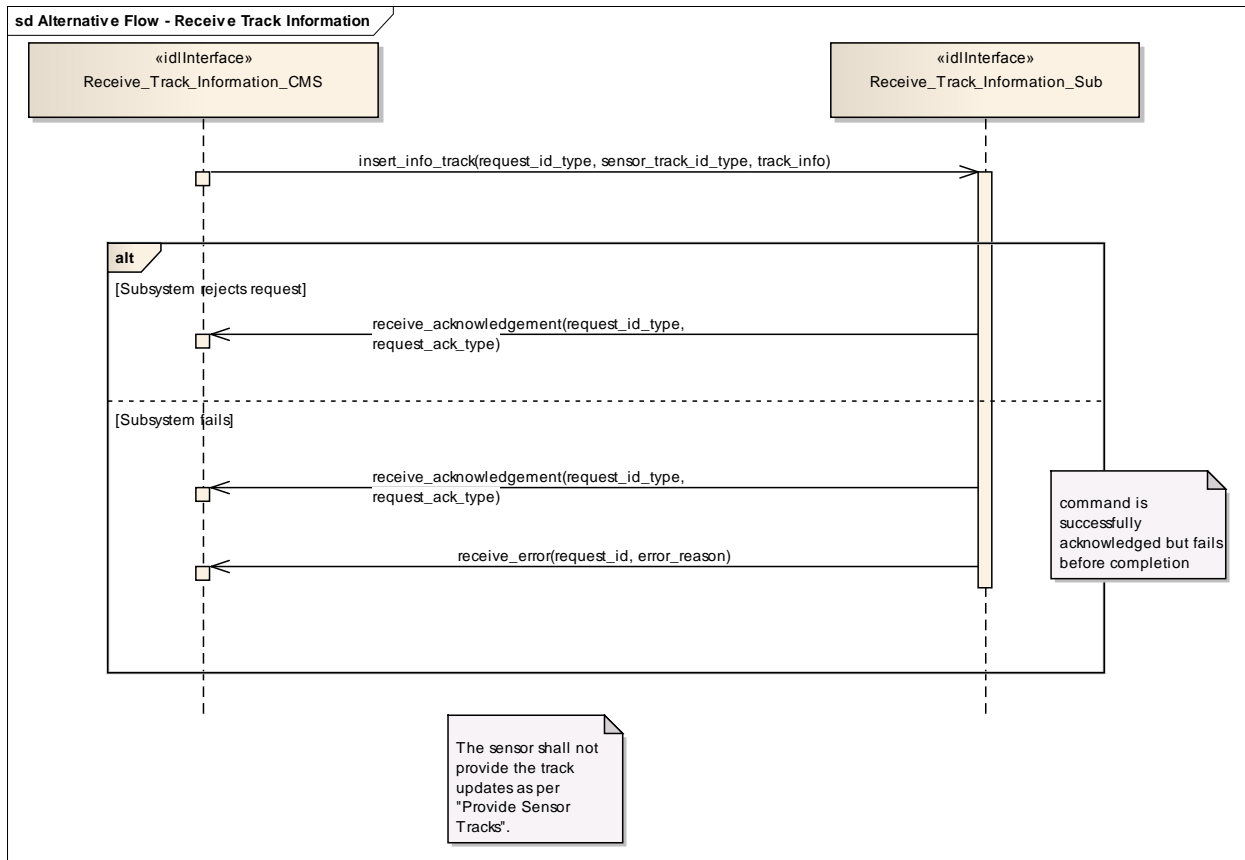 sd Alternative Flow - Receive Track Information
«idlInterface»
Receive_Track_Information_CMS
«idlInterface»
Receive_Track_Information_Sub
insert_info_track(request_id_type, sensor_track_id_type, track_info)
alt
[Subsystem rejects request]
receive_acknowledgement(request_id_type,
request_ack_type)
[Subsystem fails]
receive_acknowledgement(request_id_type,
request_ack_type)
command is
successfully
acknowledged but fails
before completion
receive_error(request_id, error_reason)
The sensor shall not
provide the track
updates as per
"Provide Sensor
Tracks".